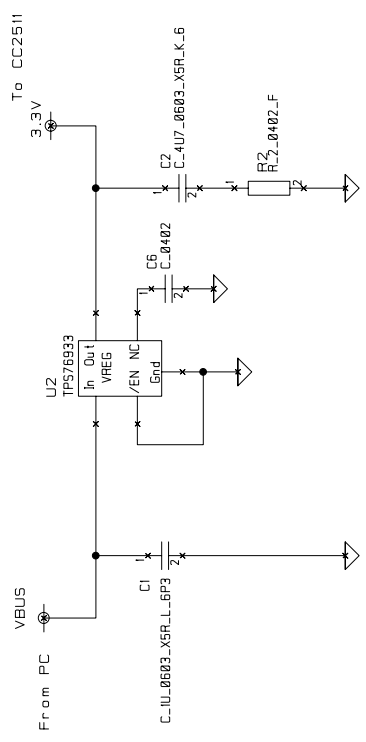 From PC
VBUS
C1
C_1U_0603_X5R_L_6P3
1
2
U2
TPS76933
In Out
VREG
/EN NC
Gnd
C6
C_0402
1
2
C2
C_4U7_0603_X5R_K_6
1
2
R2
R_2_0402_F
1
2
3.3V
To CC2511